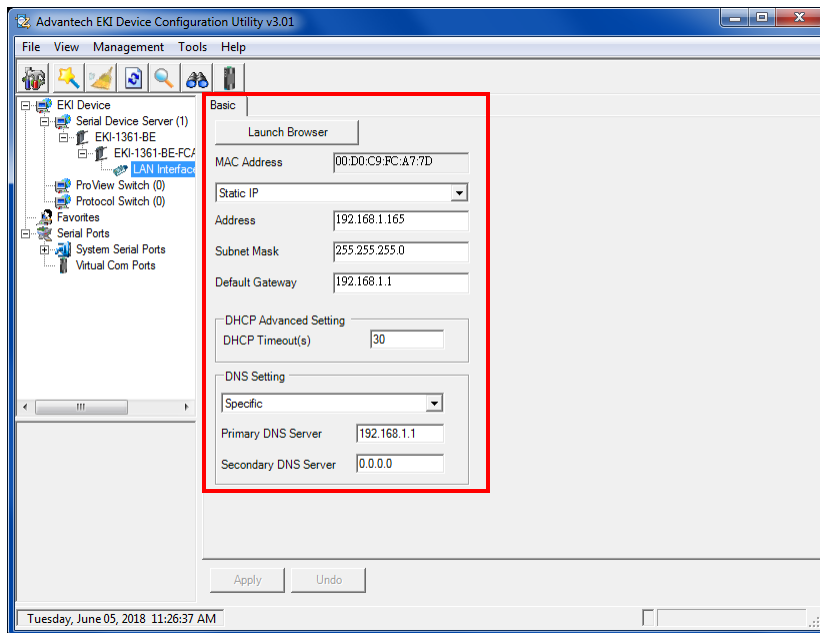 Advantech EKI Device Configuration Utility v3.01
File View Management Tools Help
EKI Device
Serial Device Server (1)
EKI-1361-BE
EKI-1361-BE-FCA
LAN Interface
ProView Switch (0)
Protocol Switch (0)
Favorites
Serial Ports
System Serial Ports
Virtual Com Ports
Basic
Launch Browser
MAC Address 00:D0:C9:FC:A7:7D
Static IP
Address 192.168.1.165
Subnet Mask 255.255.255.0
Default Gateway 192.168.1.1
DHCP Advanced Setting
DHCP Timeout(s) 30
DNS Setting
Specific
Primary DNS Server 192.168.1.1
Secondary DNS Server 0.0.0.0
Apply Undo
Tuesday, June 05, 2018 11:26:37 AM